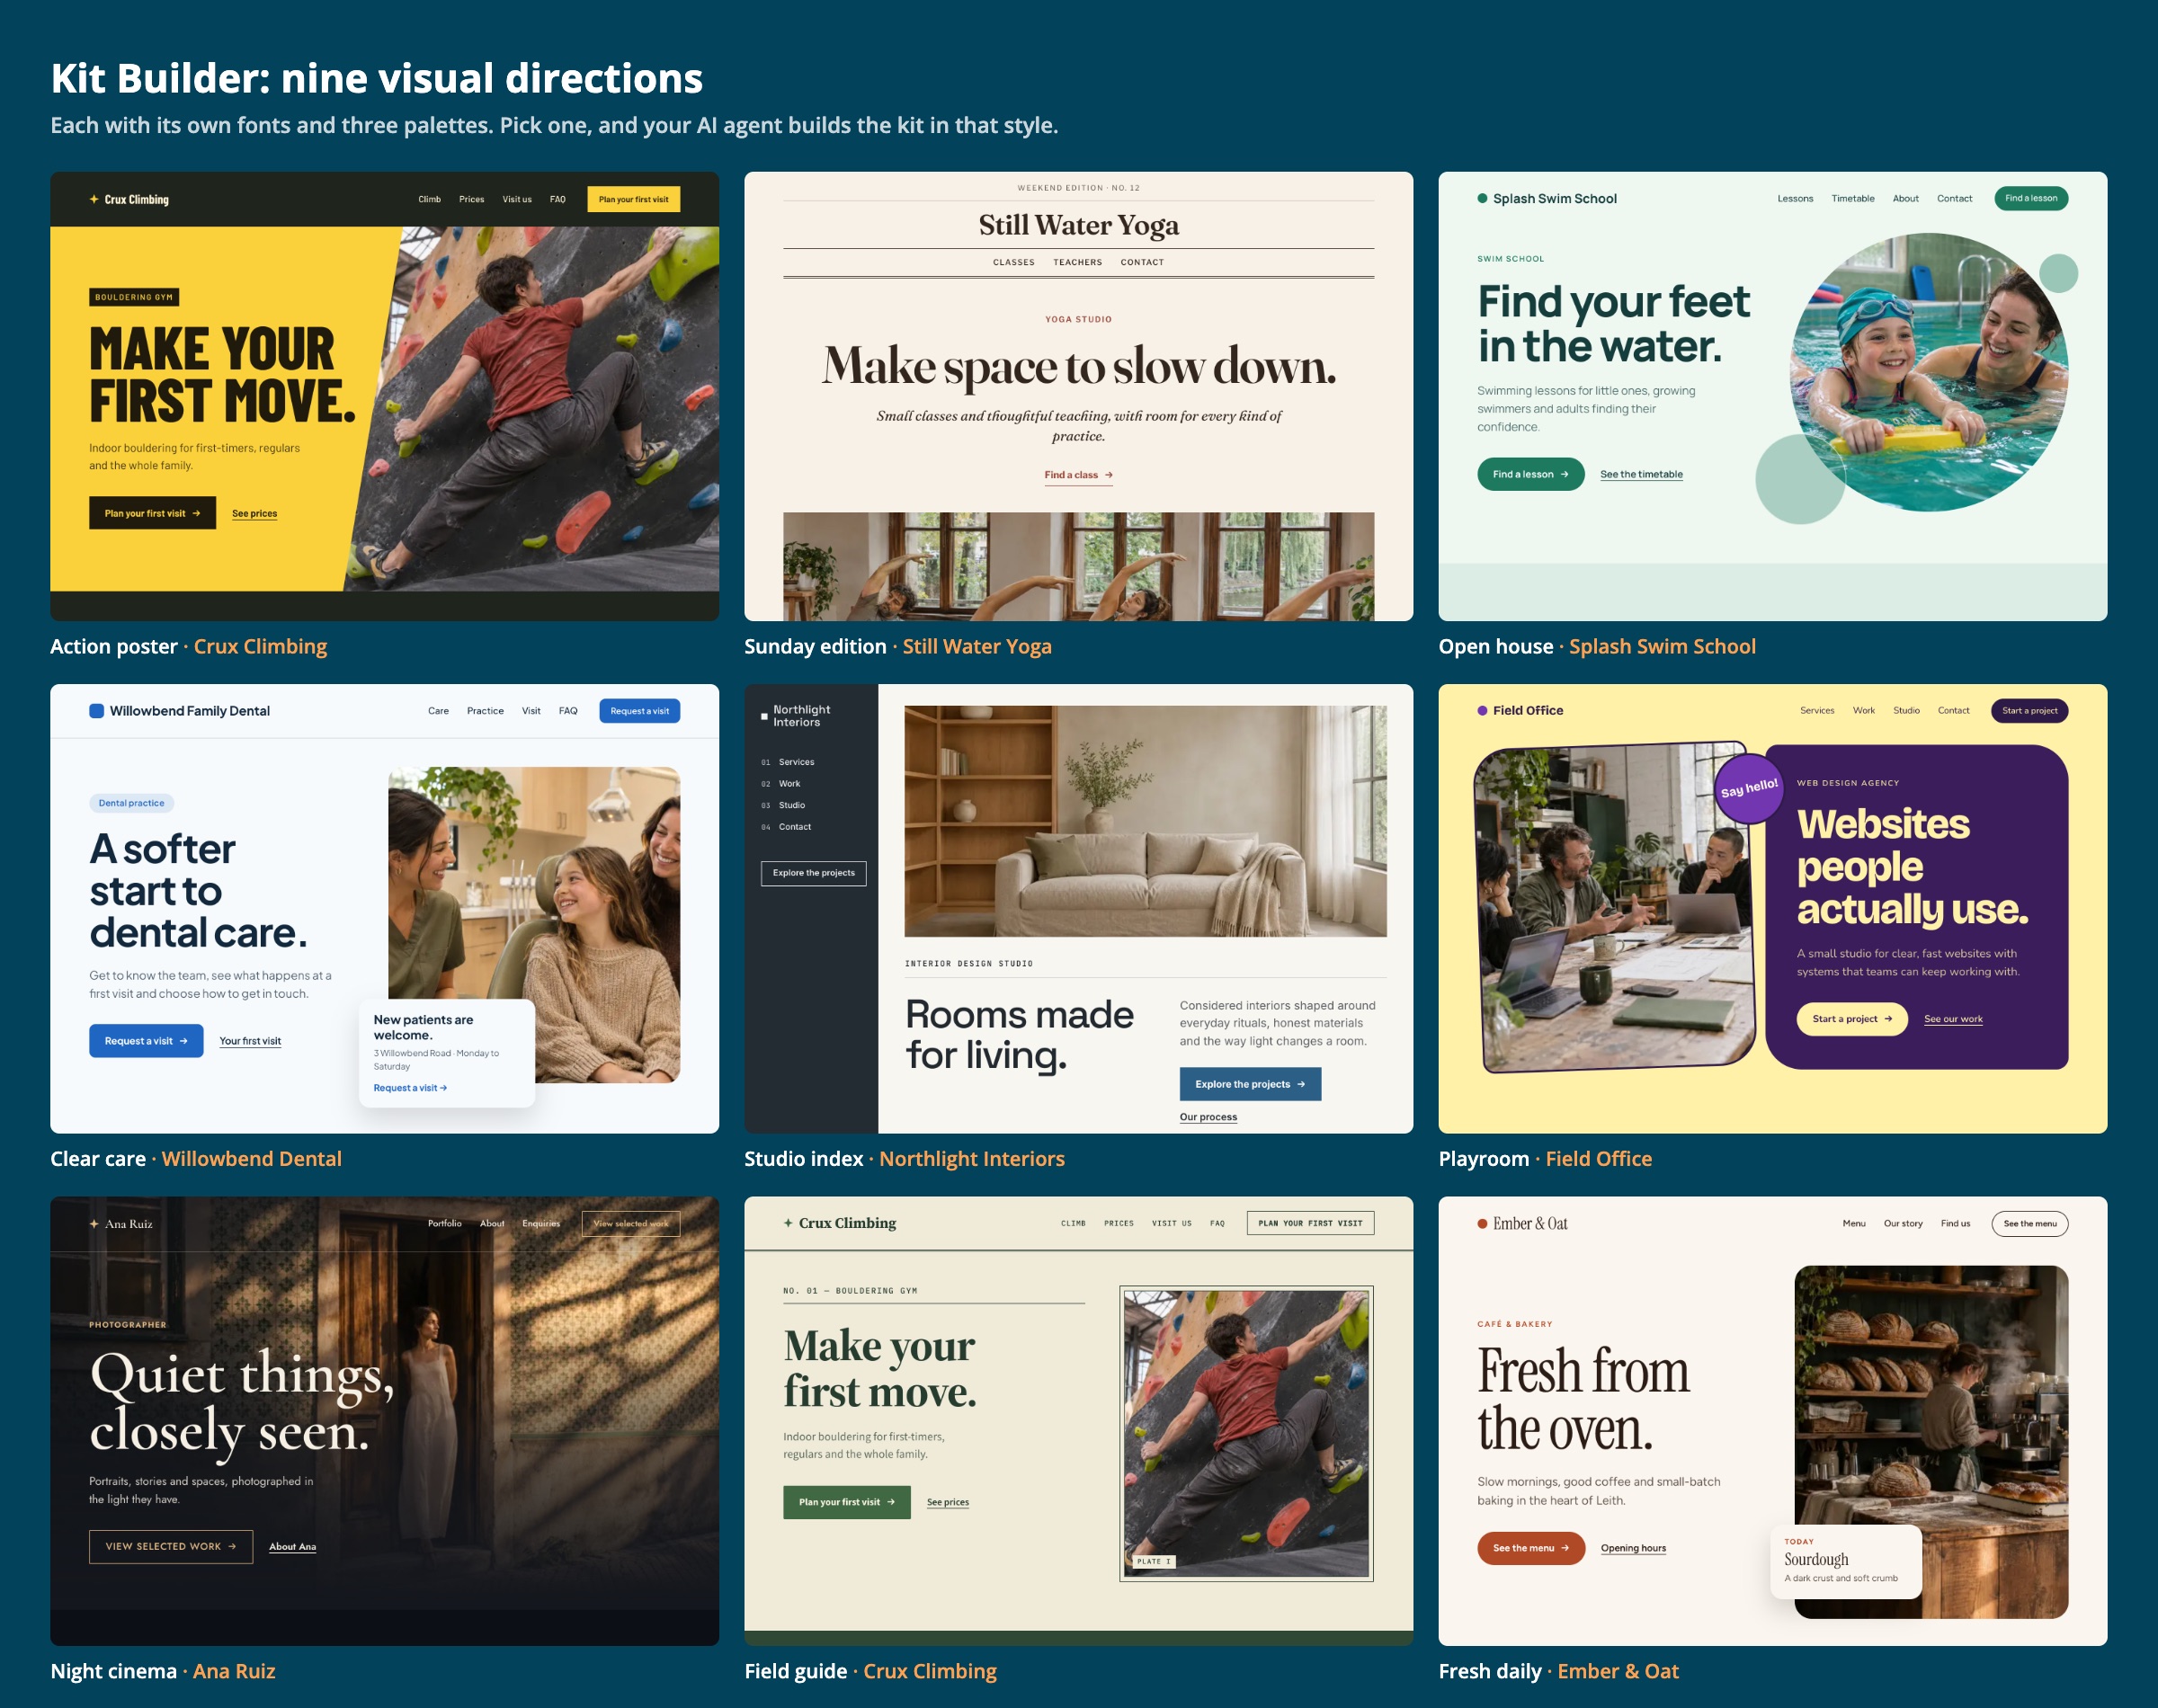 Kit Builder: nine visual directions
Each with its own fonts and three palettes. Pick one, and your AI agent builds the kit in that style.
Crux Climbing
Climb Prices Visit us FAQ Plan your first visit
BOULDERING GYM
MAKE YOUR
FIRST MOVE.
Indoor bouldering for first-timers, regulars
and the whole family.
Plan your first visit → See prices
Action poster · Crux Climbing
WEEKEND EDITION · NO. 12
Still Water Yoga
CLASSES TEACHERS CONTACT
YOGA STUDIO
Make space to slow down.
Small classes and thoughtful teaching, with room for every kind of
practice.
Find a class →
Sunday edition · Still Water Yoga
Splash Swim School
Lessons Timetable About Contact Find a lesson
SWIM SCHOOL
Find your feet
in the water.
Swimming lessons for little ones, growing
swimmers and adults finding their
confidence.
Find a lesson → See the timetable
Open house · Splash Swim School
Willowbend Family Dental
Care Practice Visit FAQ Request a visit
Dental practice
A softer
start to
dental care.
Get to know the team, see what happens at a
first visit and choose how to get in touch.
Request a visit → Your first visit
New patients are
welcome.
3 Willowbend Road · Monday to
Saturday
Request a visit →
Clear care · Willowbend Dental
Northlight
Interiors
01 Services
02 Work
03 Studio
04 Contact
Explore the projects
INTERIOR DESIGN STUDIO
Rooms made
for living.
Considered interiors shaped around
everyday rituals, honest materials
and the way light changes a room.
Explore the projects →
Our process
Studio index · Northlight Interiors
Field Office
Services Work Studio Contact Start a project
Say hello!
WEB DESIGN AGENCY
Websites
people
actually use.
A small studio for clear, fast websites with
systems that teams can keep working with.
Start a project → See our work
Playroom · Field Office
Ana Ruiz
Portfolio About Enquiries View selected work
PHOTOGRAPHER
Quiet things,
closely seen.
Portraits, stories and spaces, photographed in
the light they have.
VIEW SELECTED WORK → About Ana
Night cinema · Ana Ruiz
Crux Climbing
CLIMB PRICES VISIT US FAQ PLAN YOUR FIRST VISIT
NO. 01 — BOULDERING GYM
Make your
first move.
Indoor bouldering for first-timers,
regulars and the whole family.
Plan your first visit → See prices
PLATE I
Field guide · Crux Climbing
Ember & Oat
Menu Our story Find us See the menu
CAFÉ & BAKERY
Fresh from
the oven.
Slow mornings, good coffee and small-batch
baking in the heart of Leith.
See the menu → Opening hours
TODAY
Sourdough
A dark crust and soft crumb
Fresh daily · Ember & Oat